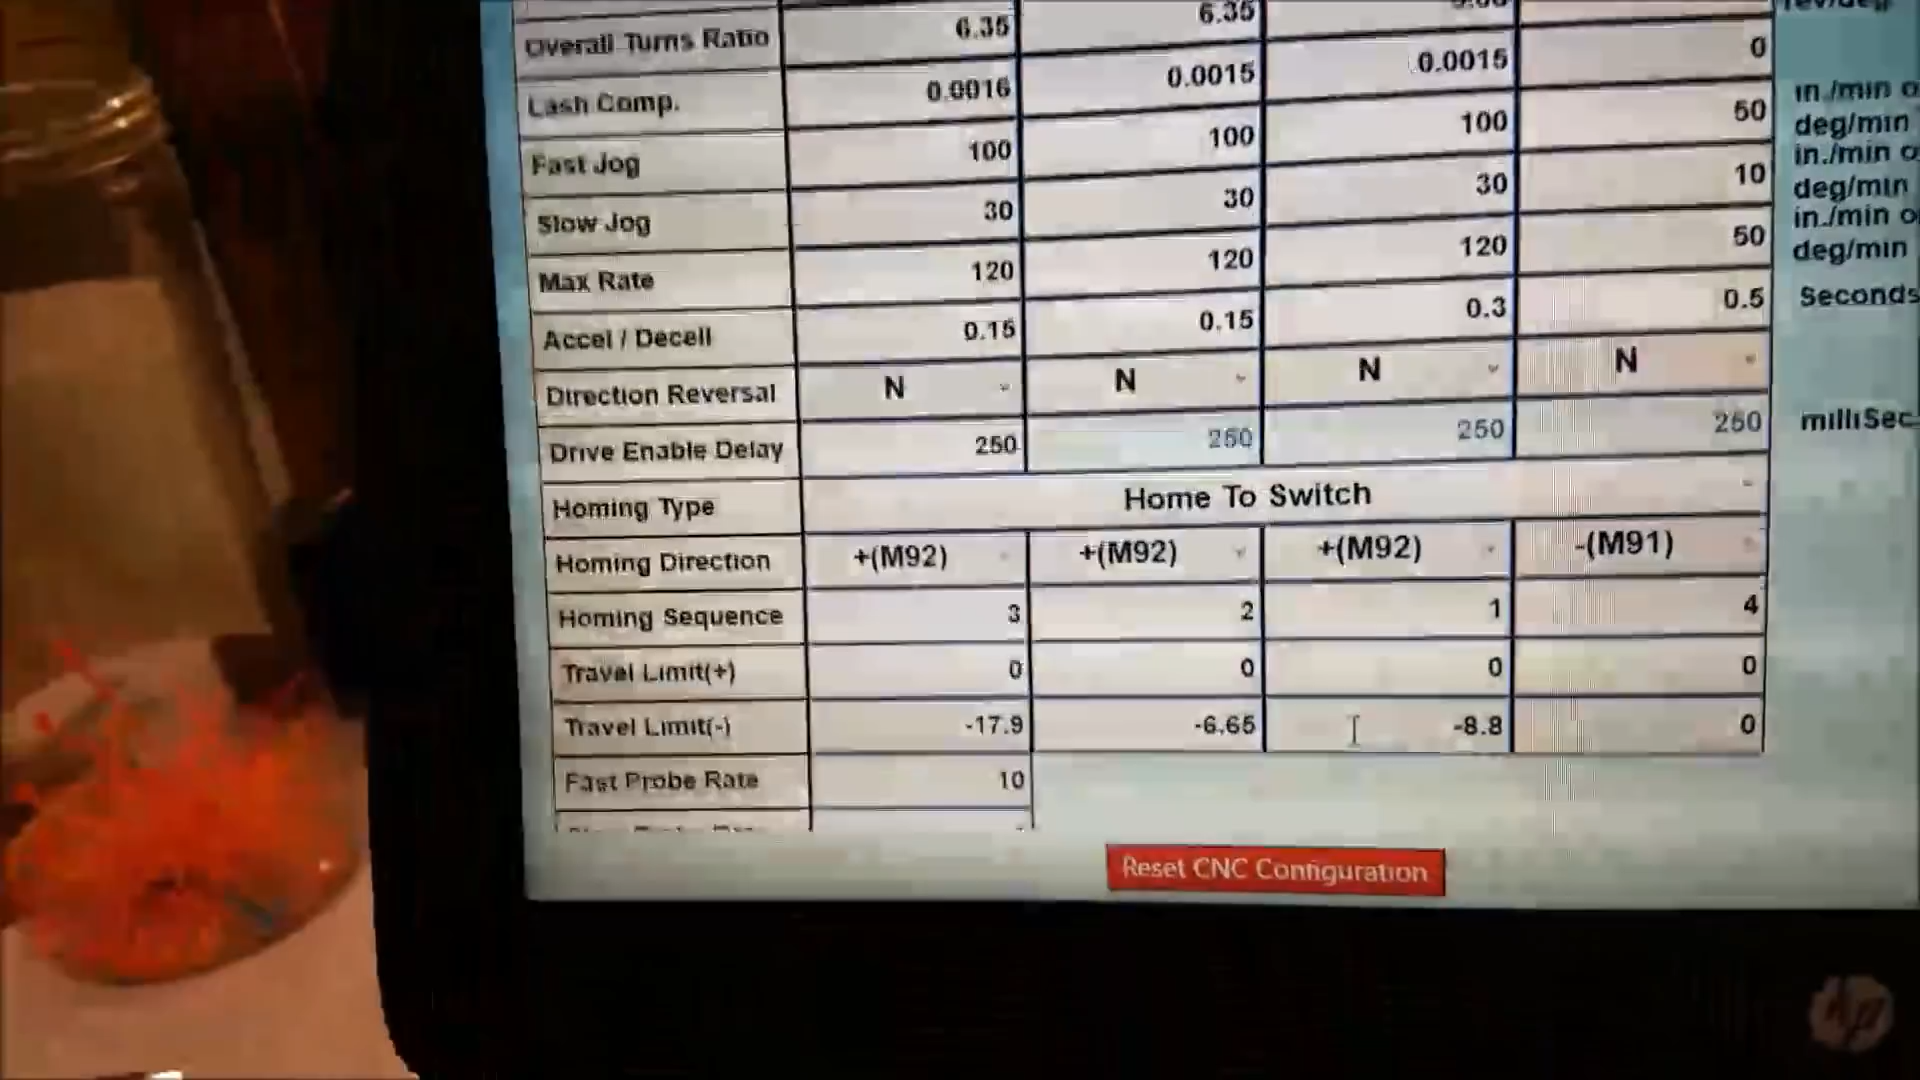 Overall Turns Ratio 6.35 6.35
Lash Comp. 0.0016 0.0015 0.0015 0
Fast Jog 100 100 100 50 in./min o
deg/min
Slow Jog 30 30 30 10 in./min o
deg/min
Max Rate 120 120 120 50 in./min o
deg/min
Accel / Decell 0.15 0.15 0.3 0.5 Seconds
Direction Reversal N N N N
Drive Enable Delay 250 250 250 250 milliSec
Homing Type Home To Switch
Homing Direction +(M92) +(M92) +(M92) -(M91)
Homing Sequence 3 2 1 4
Travel Limit(+) 0 0 0 0
Travel Limit(-) -17.9 -6.65 -8.8 0
Fast Probe Rate 10
Reset CNC Configuration
hp